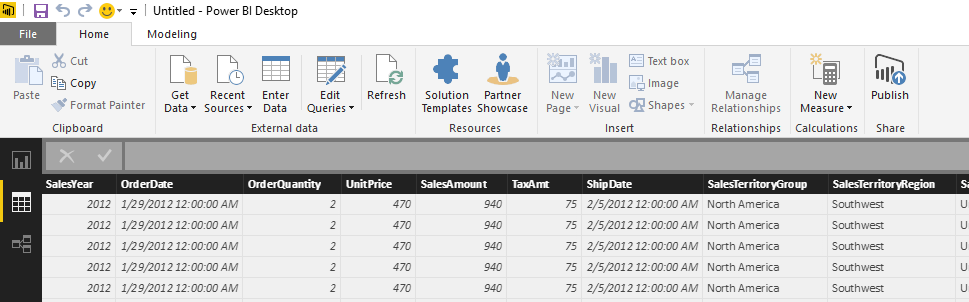 Untitled - Power BI Desktop
File Home Modeling
Paste Cut Copy Format Painter
Get Data Recent Sources Enter Data Edit Queries Refresh
Solution Templates Partner Showcase
New Page New Visual Text box Image Shapes
Manage Relationships New Measure Publish
Clipboard External data Resources Insert Relationships Calculations Share
SalesYear OrderDate OrderQuantity UnitPrice SalesAmount TaxAmt ShipDate SalesTerritoryGroup SalesTerritoryRegion Sa
2012 1/29/2012 12:00:00 AM 2 470 940 75 2/5/2012 12:00:00 AM North America Southwest U
2012 1/29/2012 12:00:00 AM 2 470 940 75 2/5/2012 12:00:00 AM North America Southwest U
2012 1/29/2012 12:00:00 AM 2 470 940 75 2/5/2012 12:00:00 AM North America Southwest U
2012 1/29/2012 12:00:00 AM 2 470 940 75 2/5/2012 12:00:00 AM North America Southwest U
2012 1/29/2012 12:00:00 AM 2 470 940 75 2/5/2012 12:00:00 AM North America Southwest U